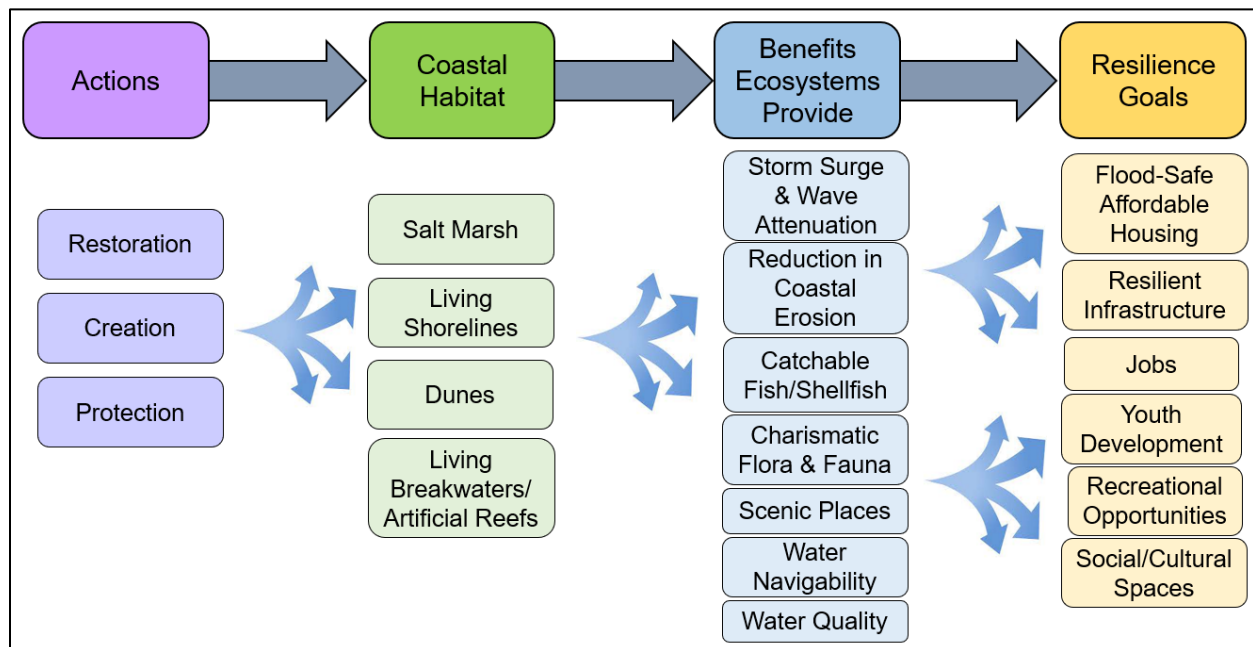 Actions
Coastal
Habitat
Benefits
Ecosystems
Provide
Resilience
Goals
Restoration
Creation
Protection
Salt Marsh
Living
Shorelines
Dunes
Living
Breakwaters/
Artificial Reefs
Storm Surge
& Wave
Attenuation
Reduction in
Coastal
Erosion
Catchable
Fish/Shellfish
Charismatic
Flora & Fauna
Scenic Places
Water
Navigability
Water Quality
Flood-Safe
Affordable
Housing
Resilient
Infrastructure
Jobs
Youth
Development
Recreational
Opportunities
Social/Cultural
Spaces